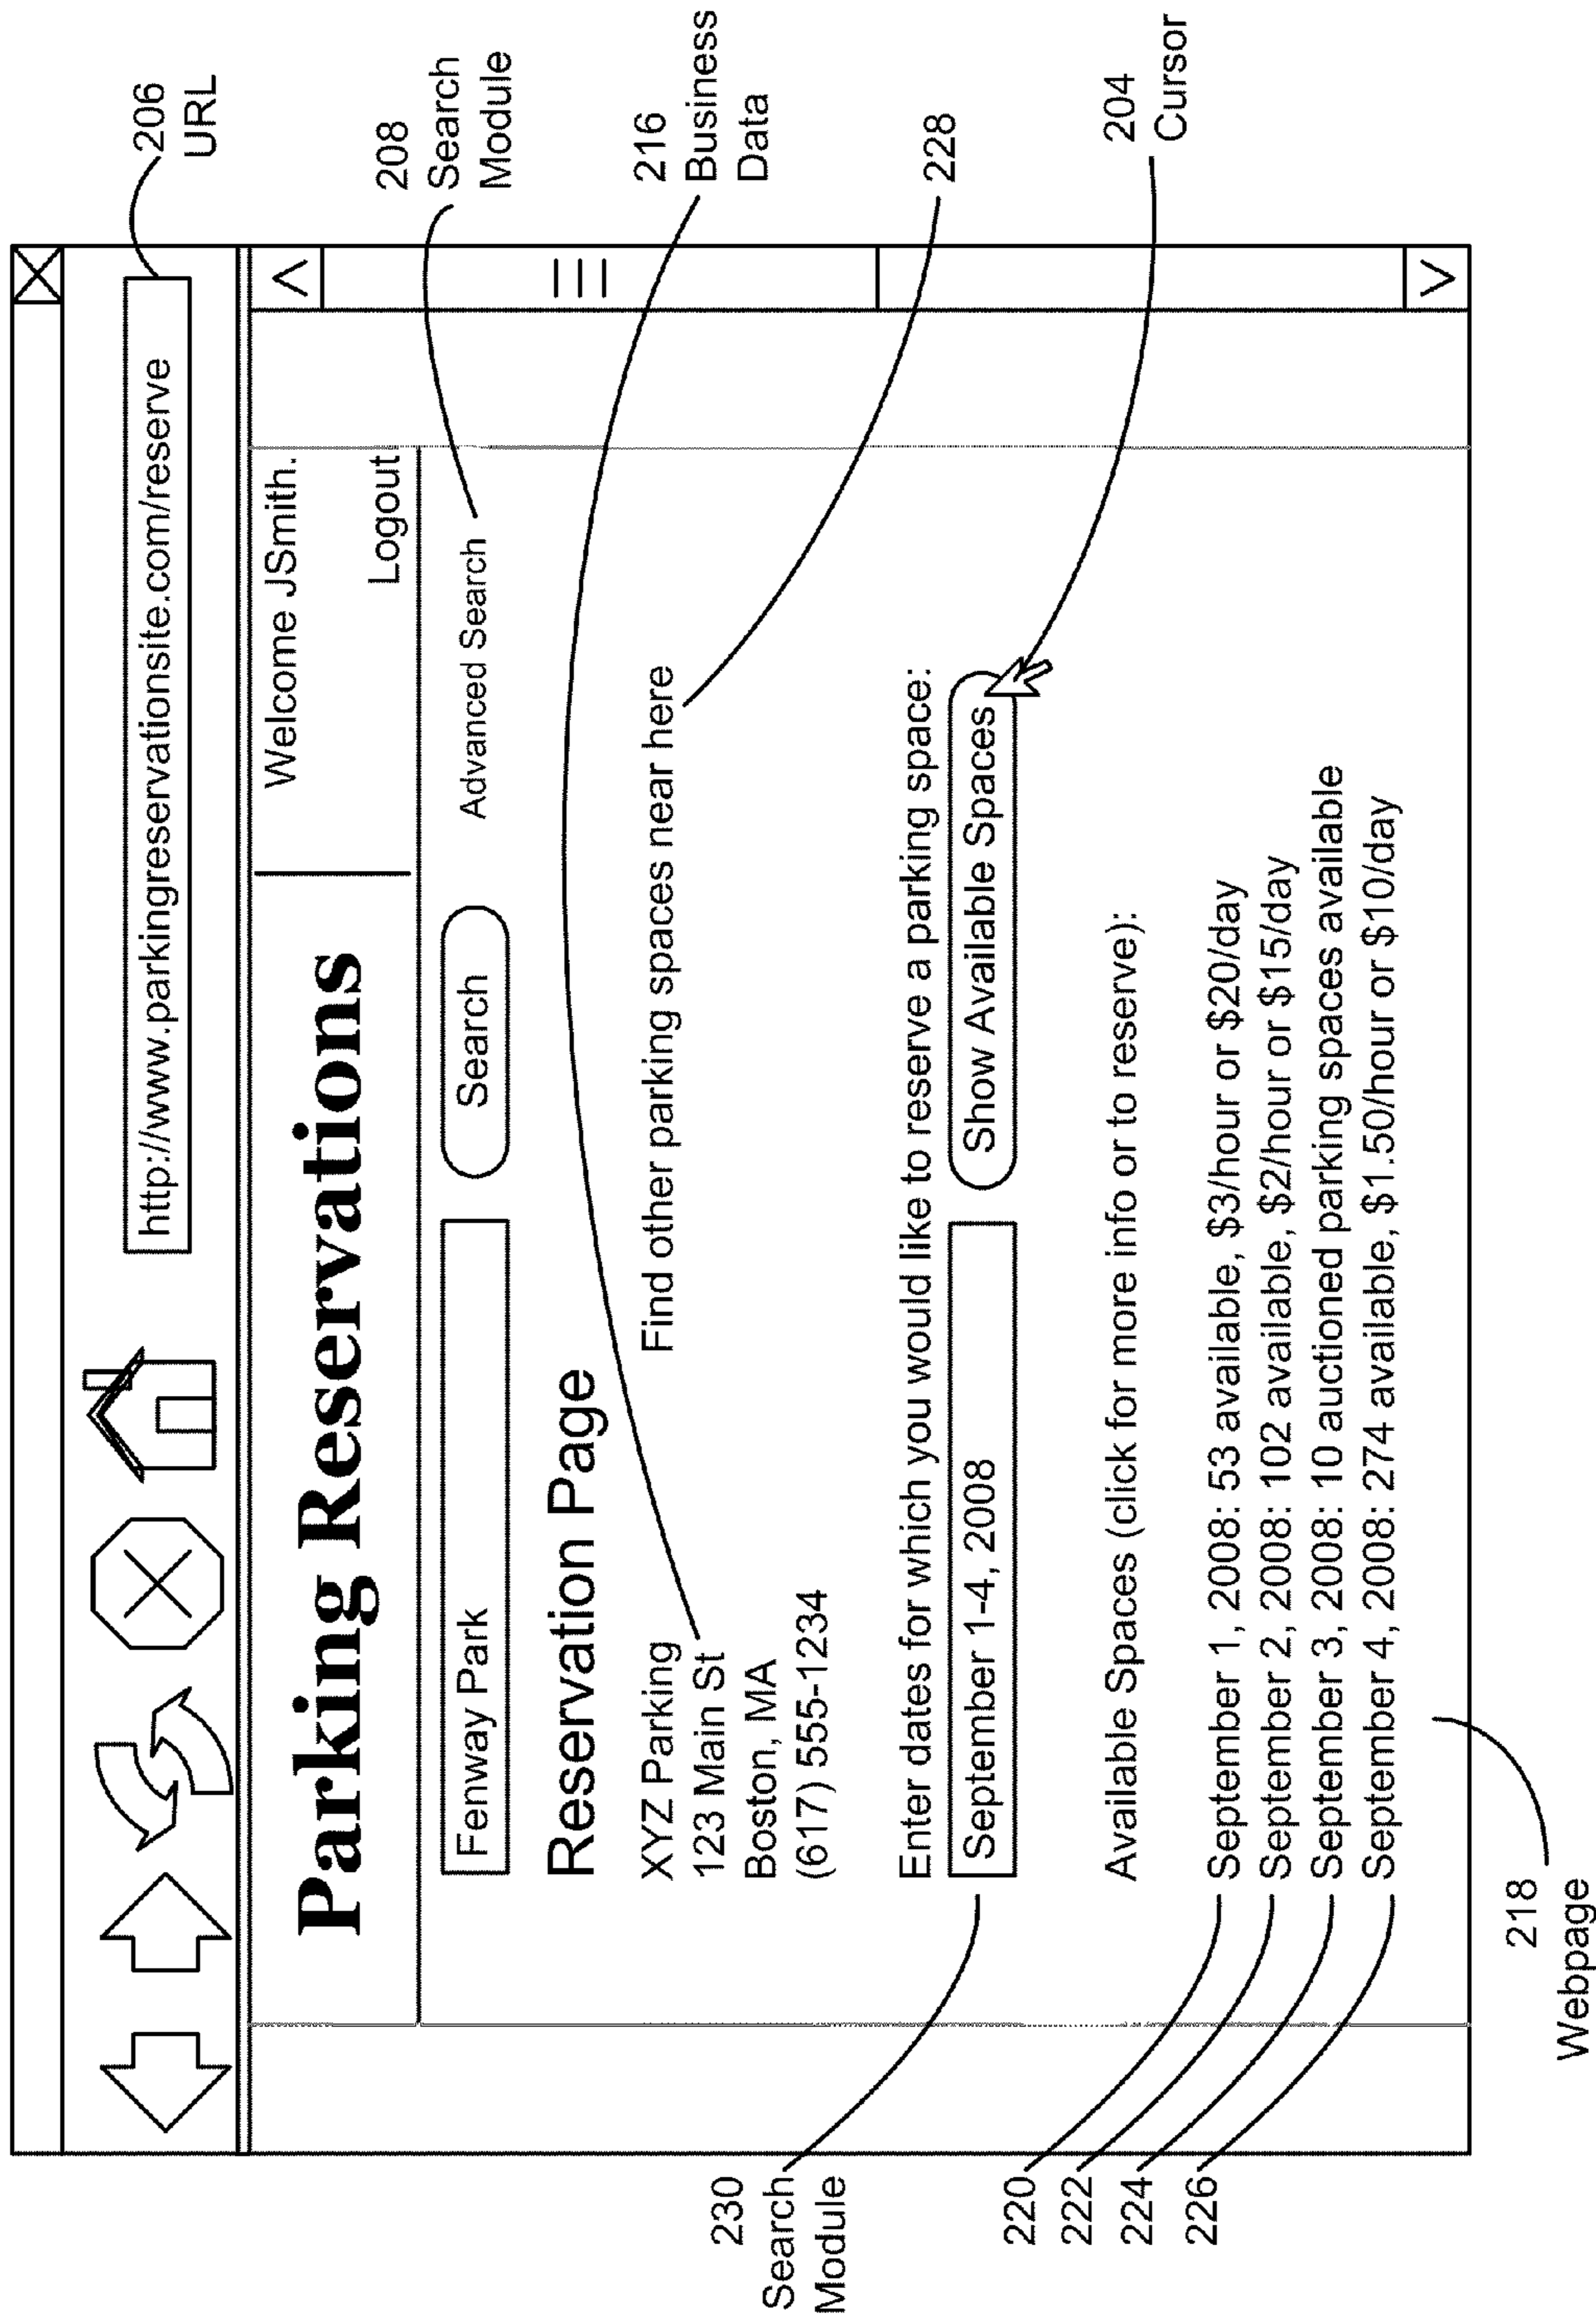 http://www.parkingreservationsite.com/reserve
206
URL
Parking Reservations
Welcome JSmith.
Logout
Fenway Park
Search
Advanced Search
208
Search
Module
Reservation Page
XYZ Parking
123 Main St
Boston, MA
(617) 555-1234
Find other parking spaces near here
216
Business
Data
228
Enter dates for which you would like to reserve a parking space:
September 1-4, 2008
Show Available Spaces
204
Cursor
230
Search
Module
Available Spaces (click for more info or to reserve):
220
September 1, 2008: 53 available, $3/hour or $20/day
222
September 2, 2008: 102 available, $2/hour or $15/day
224
September 3, 2008: 10 auctioned parking spaces available
226
September 4, 2008: 274 available, $1.50/hour or $10/day
218
Webpage